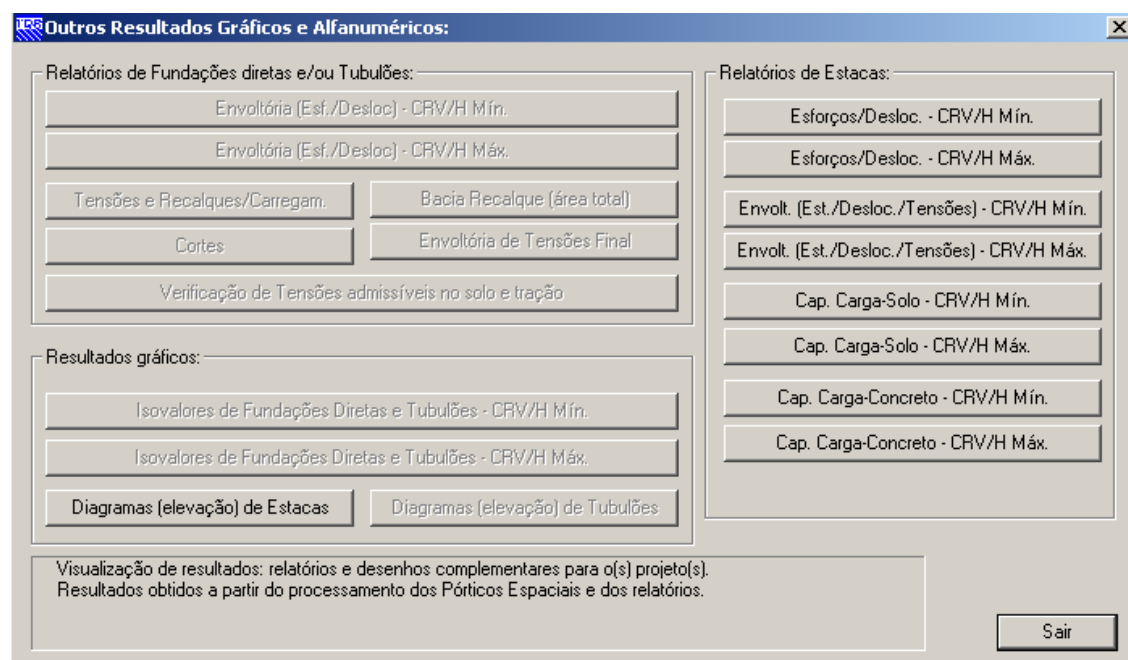 Outros Resultados Gráficos e Alfanuméricos:
Relatórios de Fundações diretas e/ou Tubulões:
Envoltória (Esf./Desloc) - CRV/H Mín.
Envoltória (Esf./Desloc) - CRV/H Máx.
Tensões e Recalques/Carregam.
Bacia Recalque (área total)
Cortes
Envoltória de Tensões Final
Verificação de Tensões admissíveis no solo e tração
Resultados gráficos:
Isovalores de Fundações Diretas e Tubulões - CRV/H Mín.
Isovalores de Fundações Diretas e Tubulões - CRV/H Máx.
Diagramas (elevação) de Estacas
Diagramas (elevação) de Tubulões
Relatórios de Estacas:
Esforços/Desloc. - CRV/H Mín.
Esforços/Desloc. - CRV/H Máx.
Envolt. (Est./Desloc./Tensões) - CRV/H Mín.
Envolt. (Est./Desloc./Tensões) - CRV/H Máx.
Cap. Carga-Solo - CRV/H Mín.
Cap. Carga-Solo - CRV/H Máx.
Cap. Carga-Concreto - CRV/H Mín.
Cap. Carga-Concreto - CRV/H Máx.
Visualização de resultados: relatórios e desenhos complementares para o(s) projeto(s).
Resultados obtidos a partir do processamento dos Pórticos Espaciais e dos relatórios.
Sair